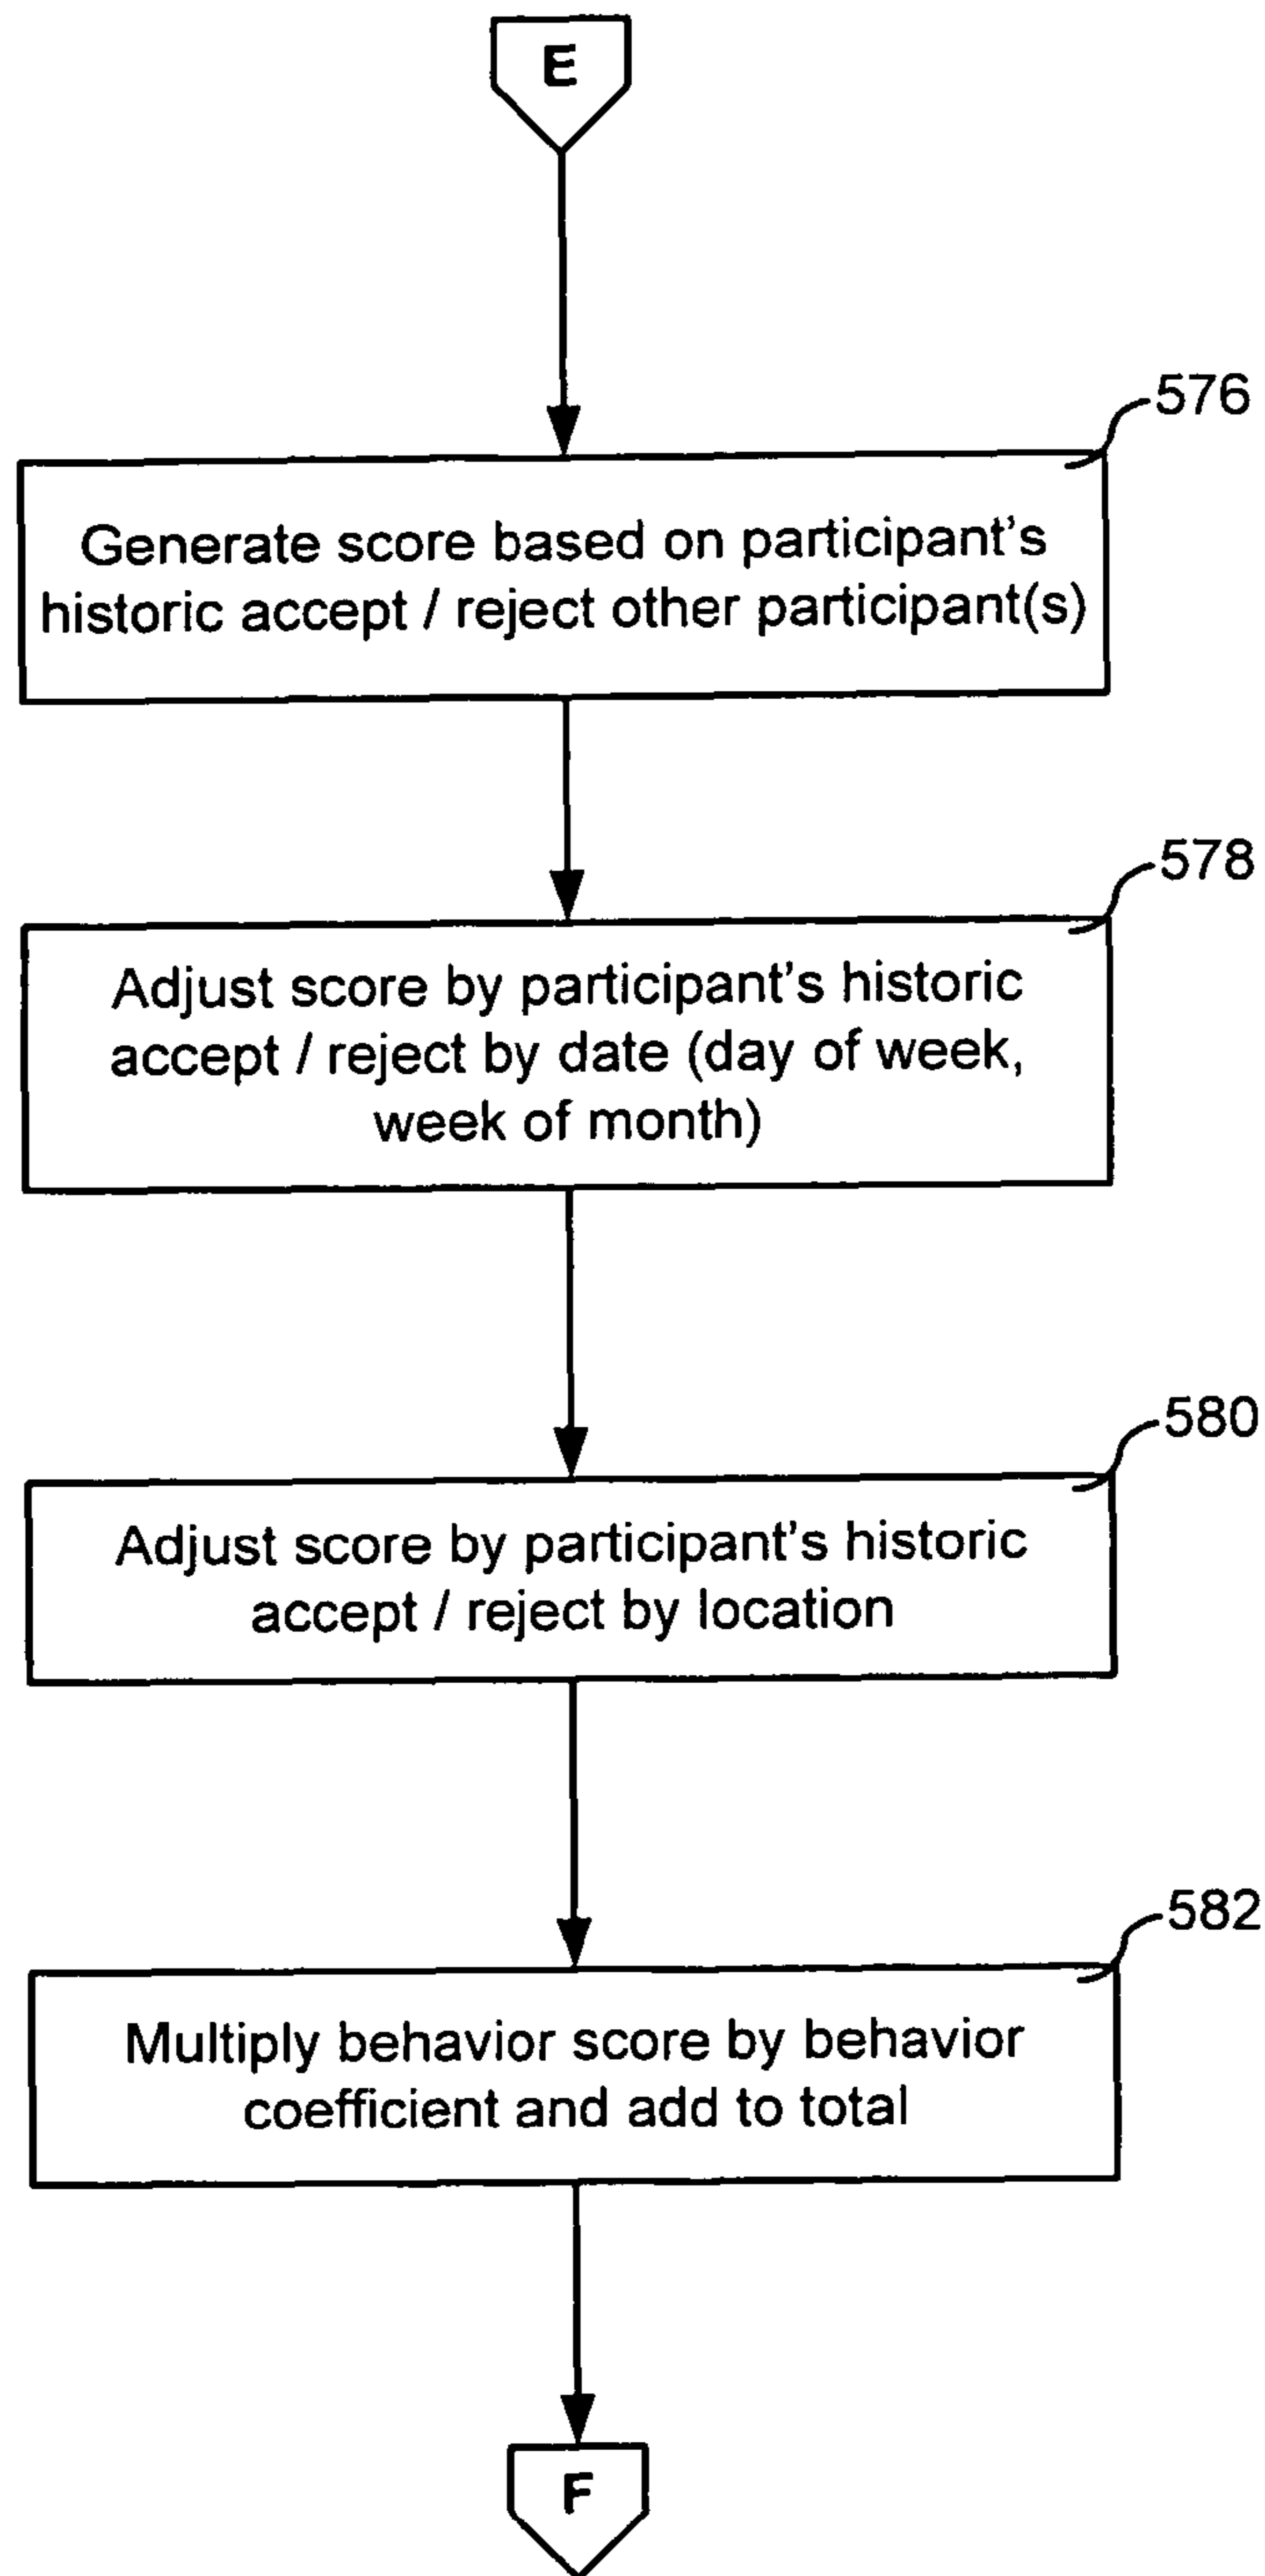 E
576
Generate score based on participant's
historic accept / reject other participant(s)
578
Adjust score by participant's historic
accept / reject by date (day of week,
week of month)
580
Adjust score by participant's historic
accept / reject by location
582
Multiply behavior score by behavior
coefficient and add to total
F